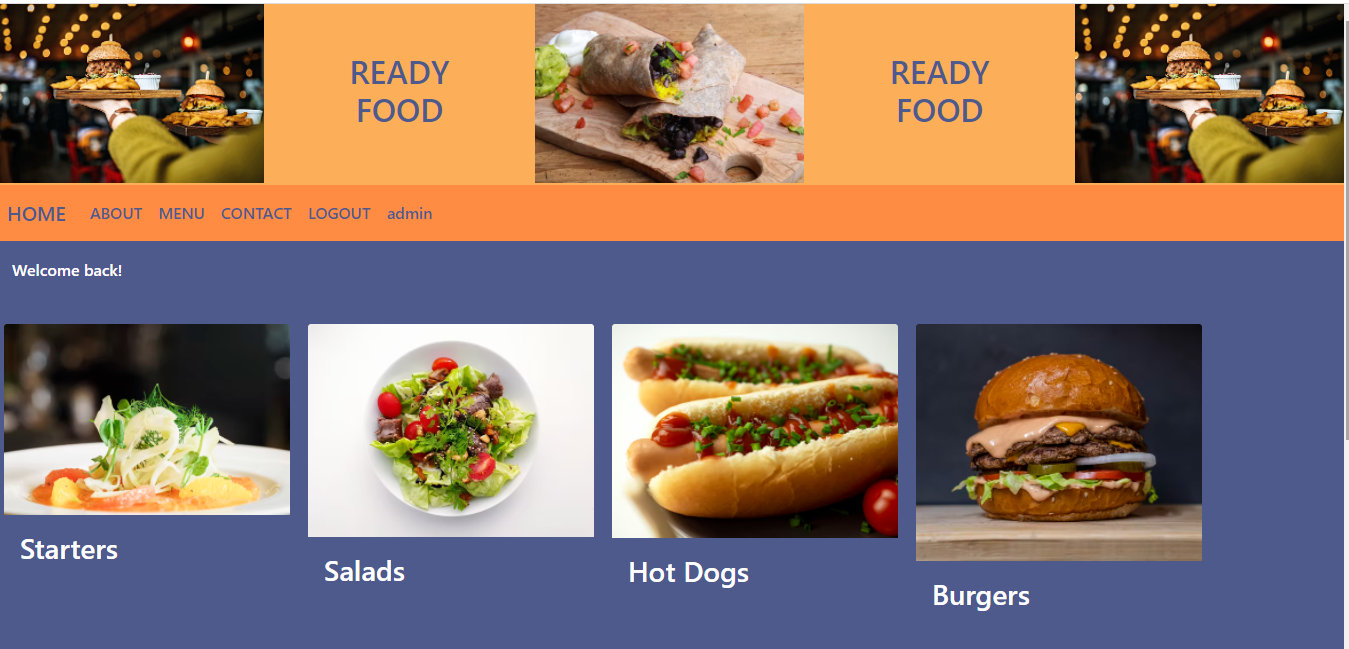 READY
FOOD
READY
FOOD
HOME ABOUT MENU CONTACT LOGOUT admin
Welcome back!
Starters
Salads
Hot Dogs
Burgers